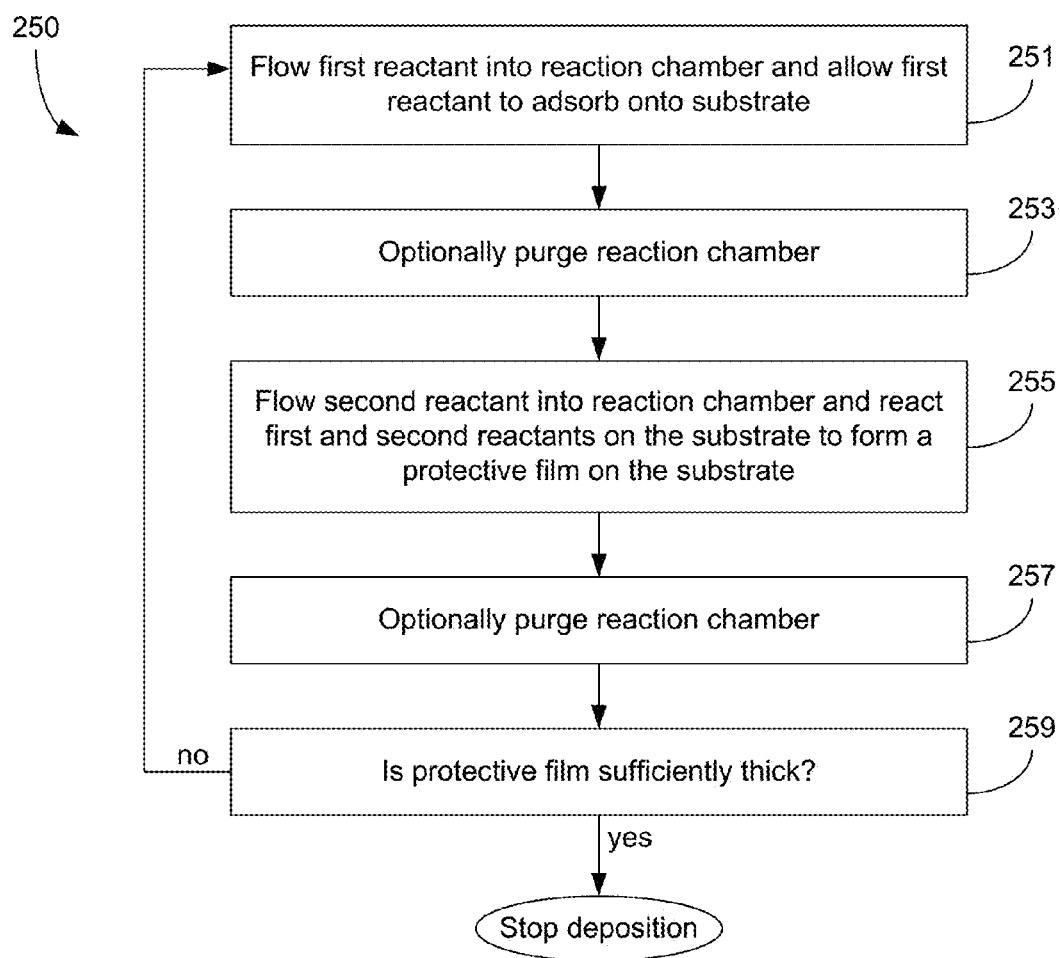 250
Flow first reactant into reaction chamber and allow first
reactant to adsorb onto substrate
251
Optionally purge reaction chamber
253
Flow second reactant into reaction chamber and react
first and second reactants on the substrate to form a
protective film on the substrate
255
Optionally purge reaction chamber
257
Is protective film sufficiently thick?
259
no
yes
Stop deposition